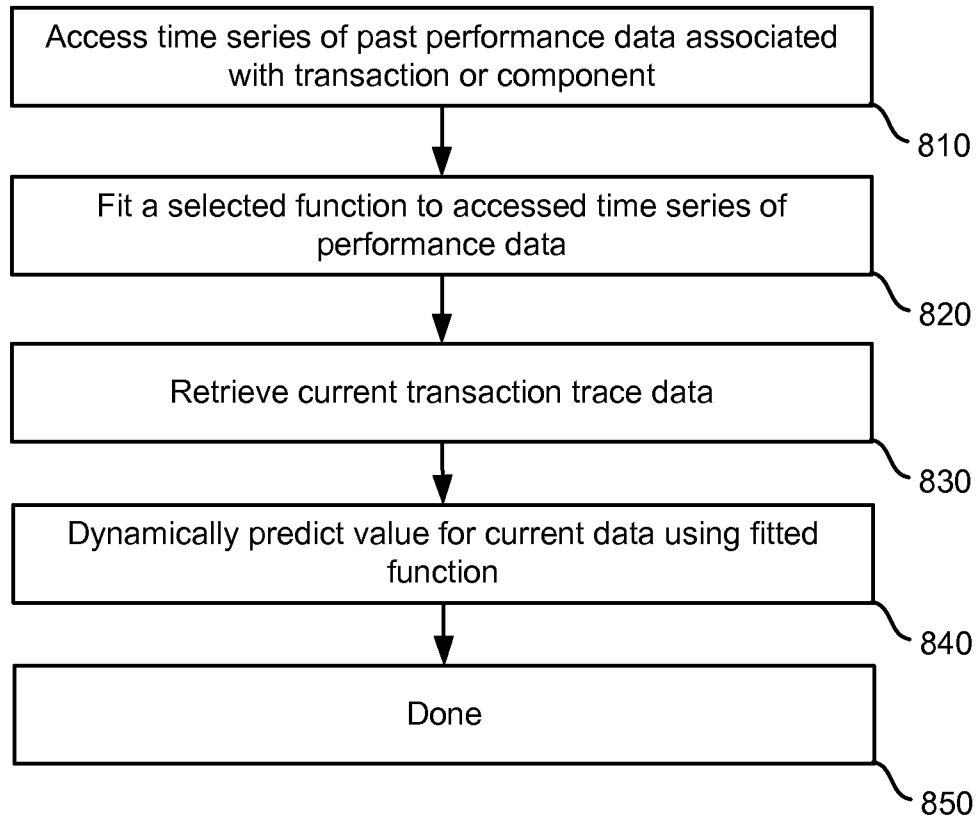 Access time series of past performance data associated
with transaction or component
810
Fit a selected function to accessed time series of
performance data
820
Retrieve current transaction trace data
830
Dynamically predict value for current data using fitted
function
840
Done
850